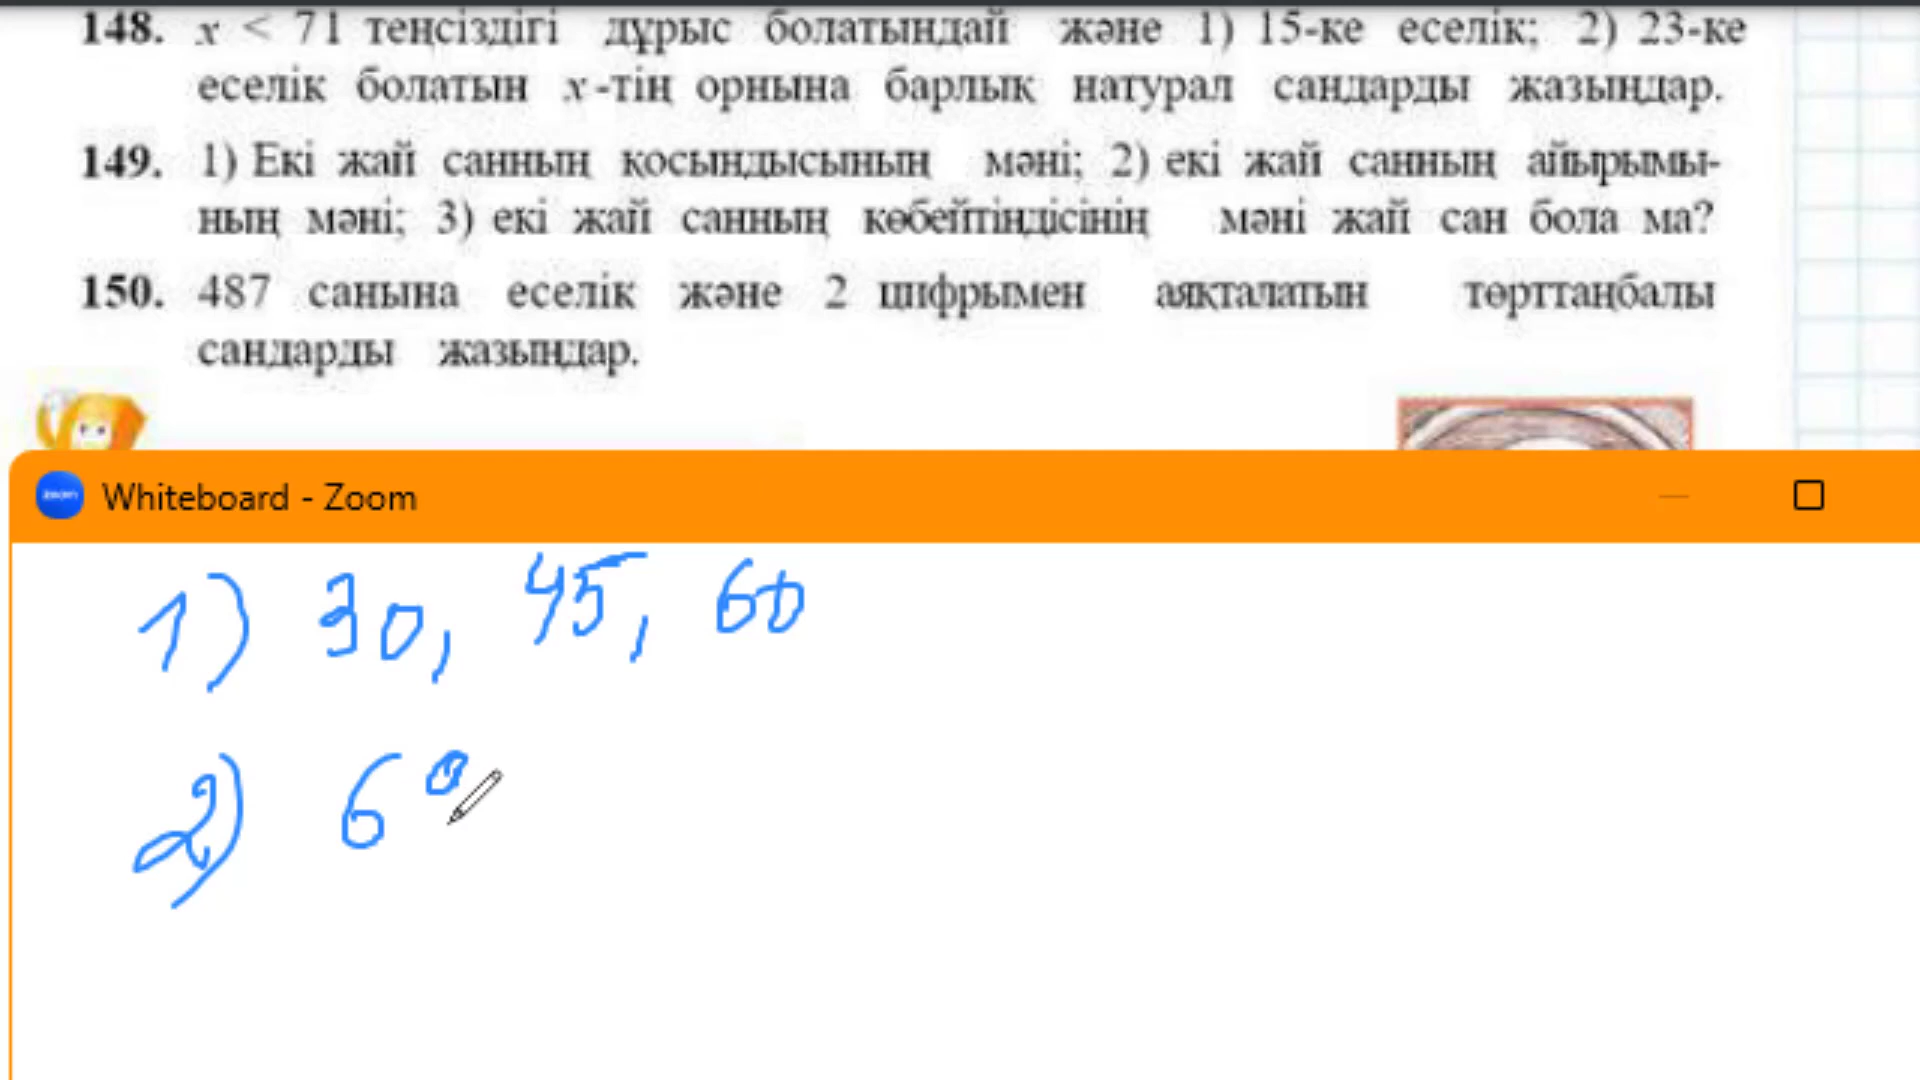 148. x < 71 теңсіздігі дұрыс болатындай және 1) 15-ке еселік; 2) 23-ке
еселік болатын x-тің орнына барлық натурал сандарды жазыңдар.
149. 1) Екі жай санның қосындысының мәні; 2) екі жай санның айырымы-
ның мәні; 3) екі жай санның көбейтіндісінің мәні жай сан бола ма?
150. 487 санына еселік және 2 цифрымен аяқталатын төрттаңбалы
сандарды жазыңдар.
zoom Whiteboard - Zoom
1) 30, 45, 60
2) 69